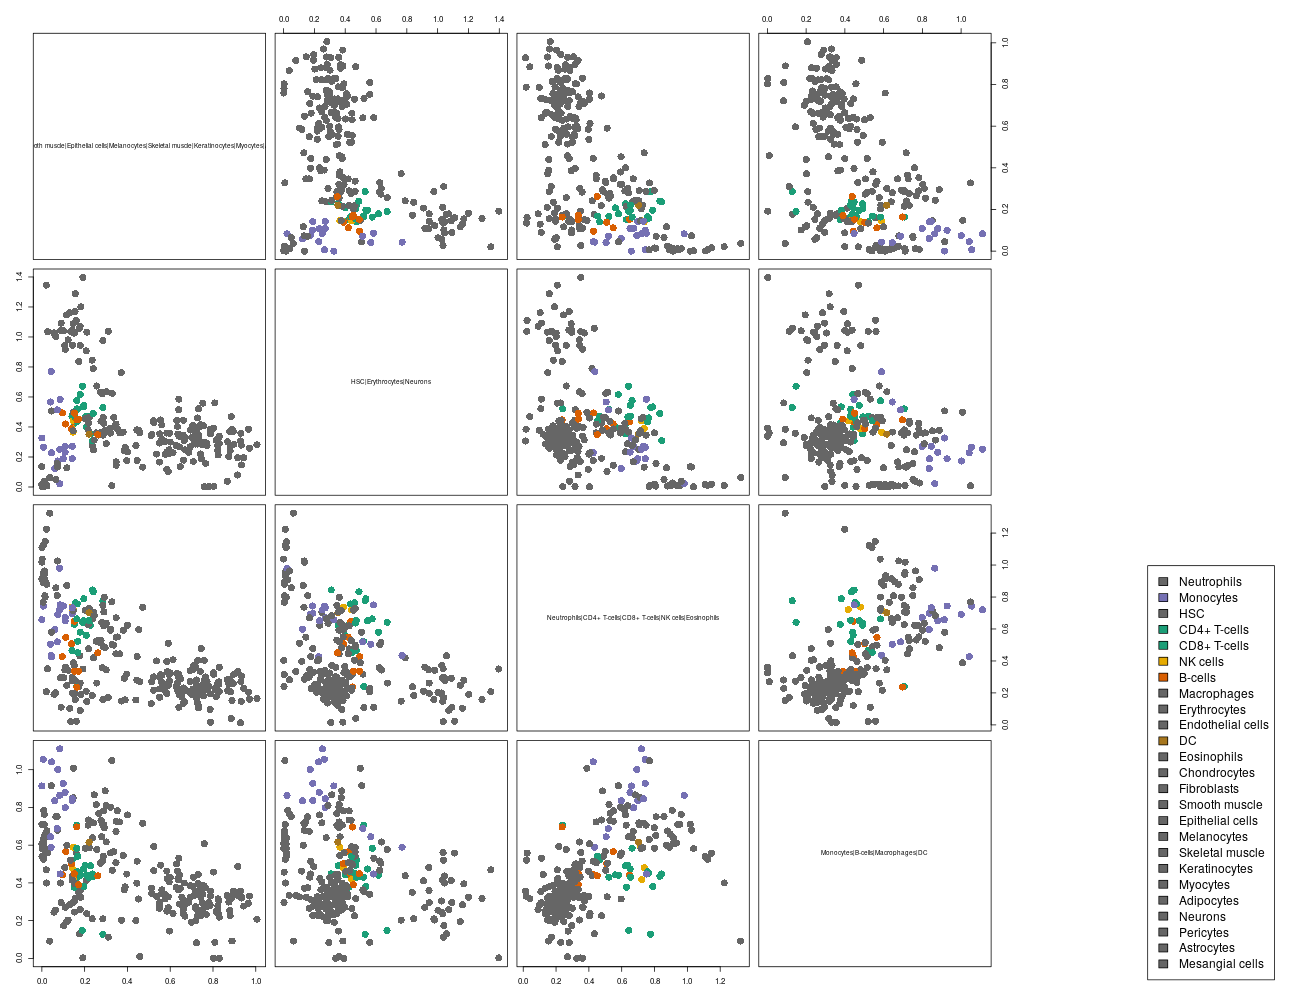 0.0 0.2 0.4 0.6 0.8 1.0 1.2 1.4
0.0 0.2 0.4 0.6 0.8 1.0
muscle|Epithelial cells|Melanocytes|Skeletal muscle|Keratinocytes|Myocytes|
0.0 0.2 0.4 0.6 0.8 1.0
0.0 0.2 0.4 0.6 0.8 1.0 1.2 1.4
HSC|Erythrocytes|Neurons
Neutrophils|CD4+ T-cells|CD8+ T-cells|NK cells|Eosinophils
0.0 0.2 0.4 0.6 0.8 1.0 1.2
0.0 0.2 0.4 0.6 0.8 1.0
Monocytes|B-cells|Macrophages|DC
0.0 0.2 0.4 0.6 0.8 1.0
0.0 0.2 0.4 0.6 0.8 1.0 1.2
Neutrophils
Monocytes
HSC
CD4+ T-cells
CD8+ T-cells
NK cells
B-cells
Macrophages
Erythrocytes
Endothelial cells
DC
Eosinophils
Chondrocytes
Fibroblasts
Smooth muscle
Epithelial cells
Melanocytes
Skeletal muscle
Keratinocytes
Myocytes
Adipocytes
Neurons
Pericytes
Astrocytes
Mesangial cells